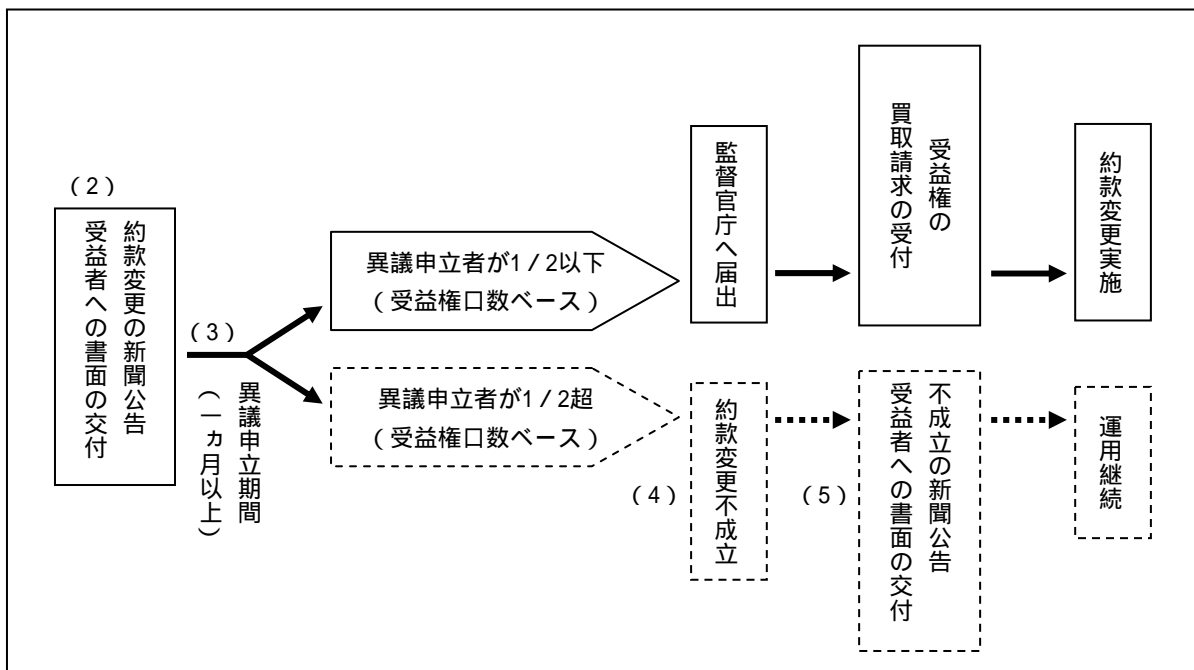 （２）
約款変更の新聞公告
受益者への書面の交付
（３）
異議申立期間
（一ヵ月以上）
異議申立者が1／2以下
（受益権口数ベース）
監督官庁へ届出
受益権の
買取請求の受付
約款変更実施
異議申立者が1／2超
（受益権口数ベース）
（４）
約款変更不成立
（５）
不成立の新聞公告
受益者への書面の交付
運用継続